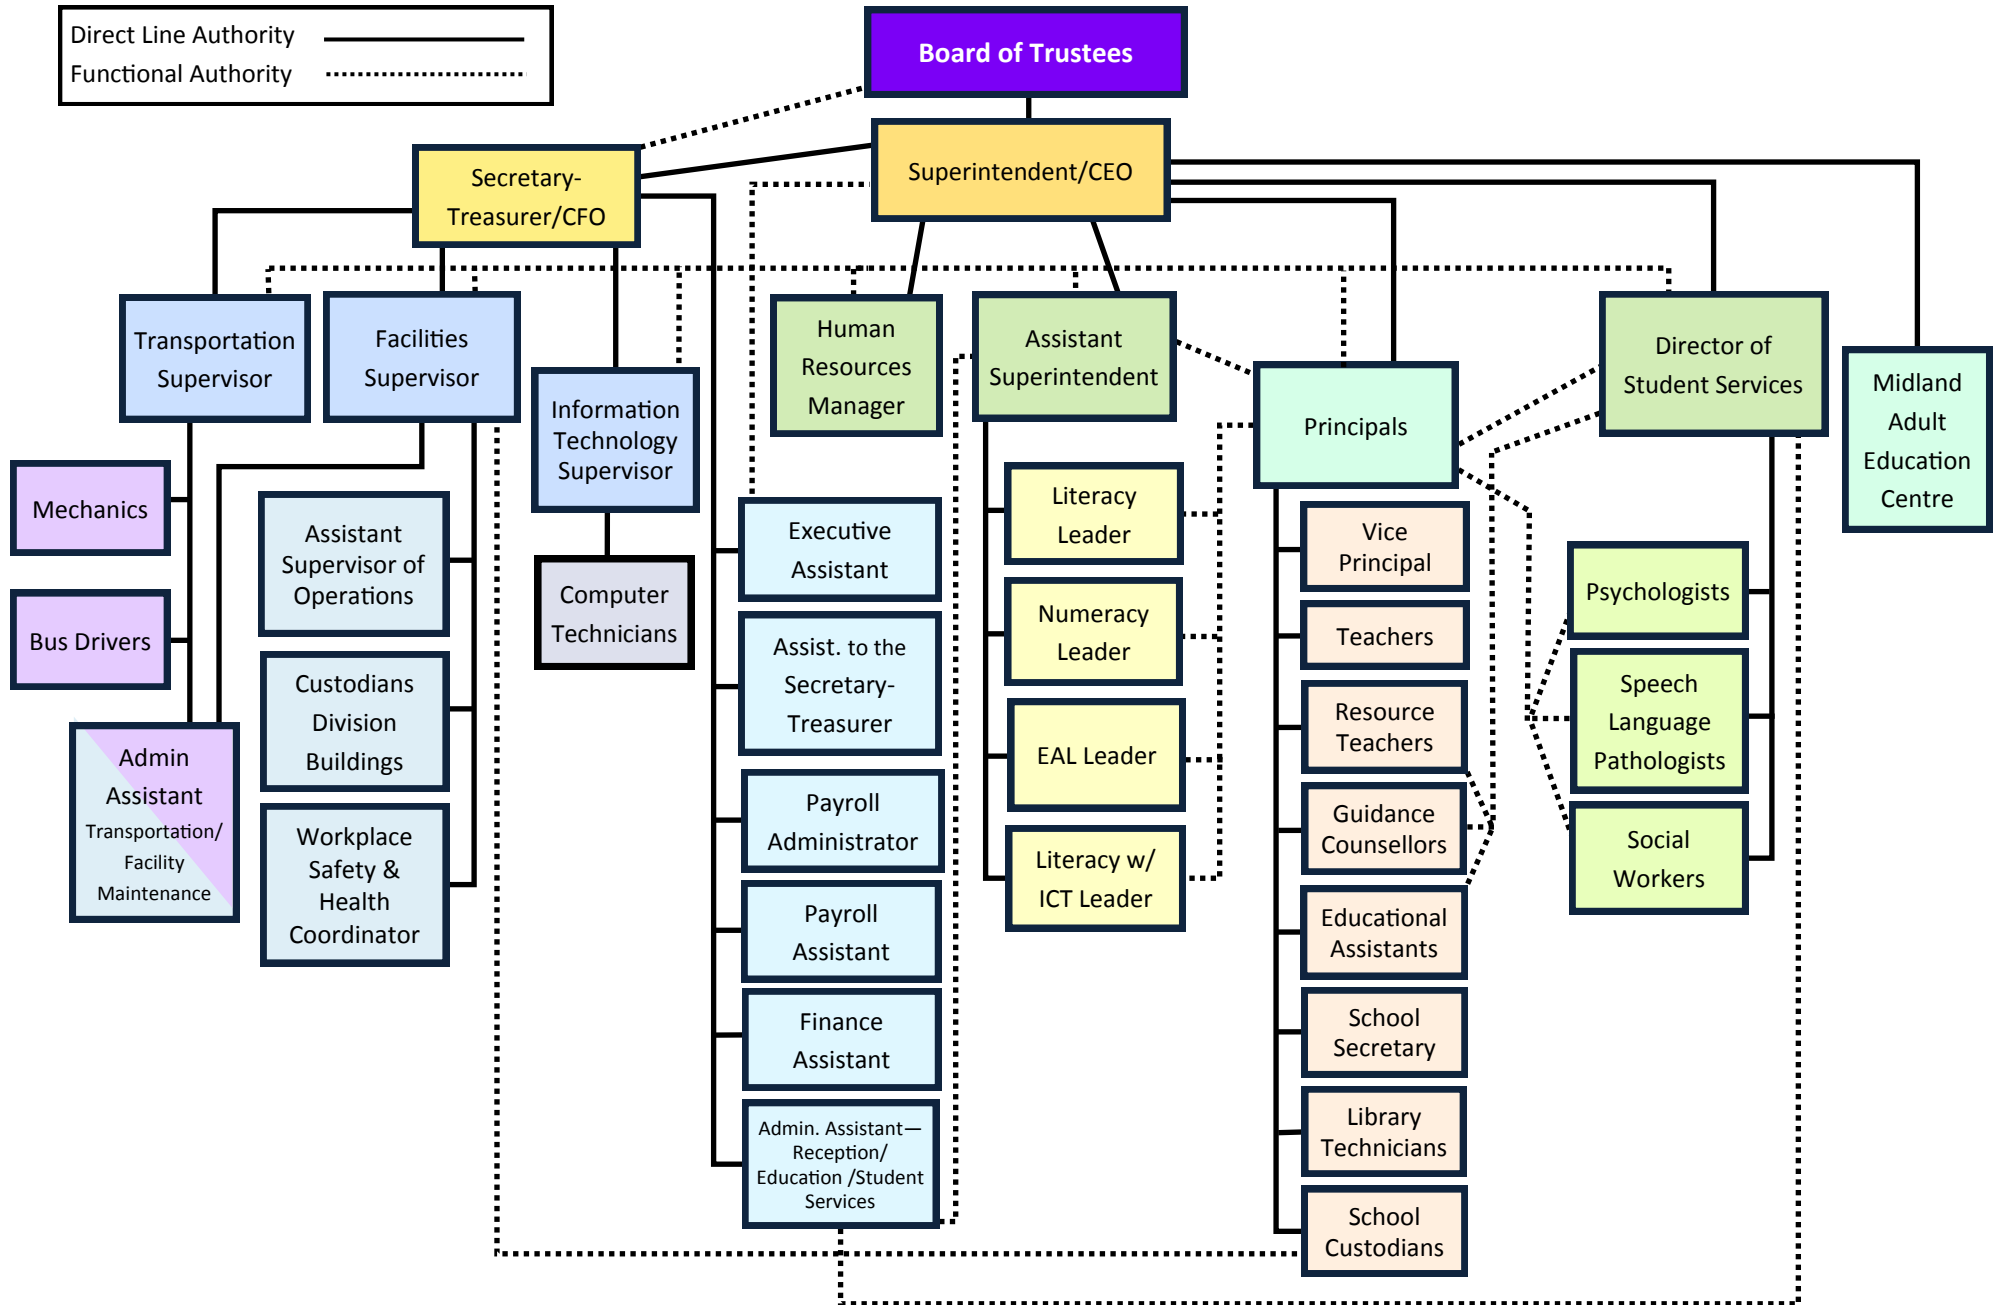 Direct Line Authority
Functional Authority
Board of Trustees
Superintendent/CEO
Secretary-
Treasurer/CFO
Transportation
Supervisor
Facilities
Supervisor
Information
Technology
Supervisor
Human
Resources
Manager
Assistant
Superintendent
Principals
Director of
Student Services
Midland
Adult
Education
Centre
Mechanics
Bus Drivers
Admin
Assistant
Transportation/
Facility
Maintenance
Assistant
Supervisor of
Operations
Custodians
Division
Buildings
Workplace
Safety &
Health
Coordinator
Computer
Technicians
Executive
Assistant
Assist. to the
Secretary-
Treasurer
Payroll
Administrator
Payroll
Assistant
Finance
Assistant
Admin. Assistant—
Reception/
Education /Student
Services
Literacy
Leader
Numeracy
Leader
EAL Leader
Literacy w/
ICT Leader
Vice
Principal
Teachers
Resource
Teachers
Guidance
Counsellors
Educational
Assistants
School
Secretary
Library
Technicians
School
Custodians
Psychologists
Speech
Language
Pathologists
Social
Workers